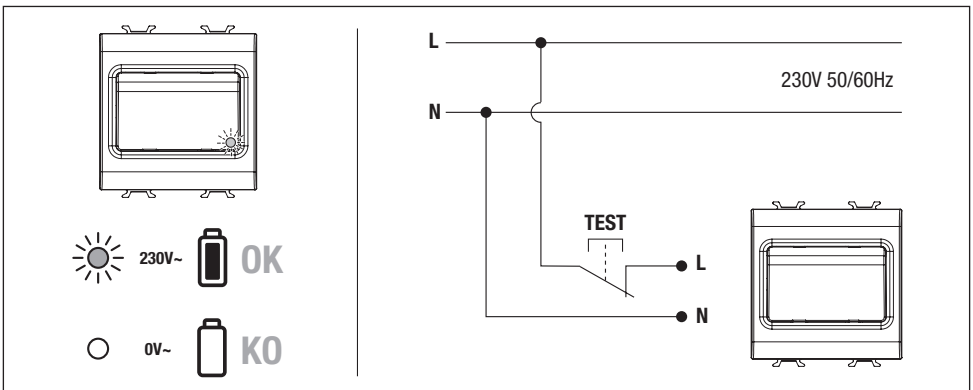 230V~ OK
0V~ KO
L
230V 50/60Hz
N
TEST
L
N